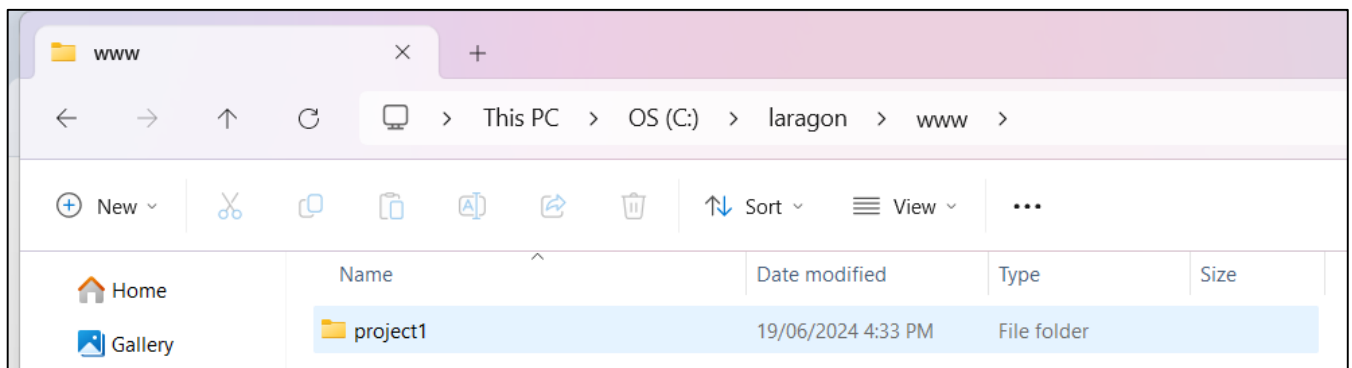 www
This PC > OS (C:) > laragon > www >
New Sort View
Name Date modified Type Size
Home
project1 19/06/2024 4:33 PM File folder
Gallery